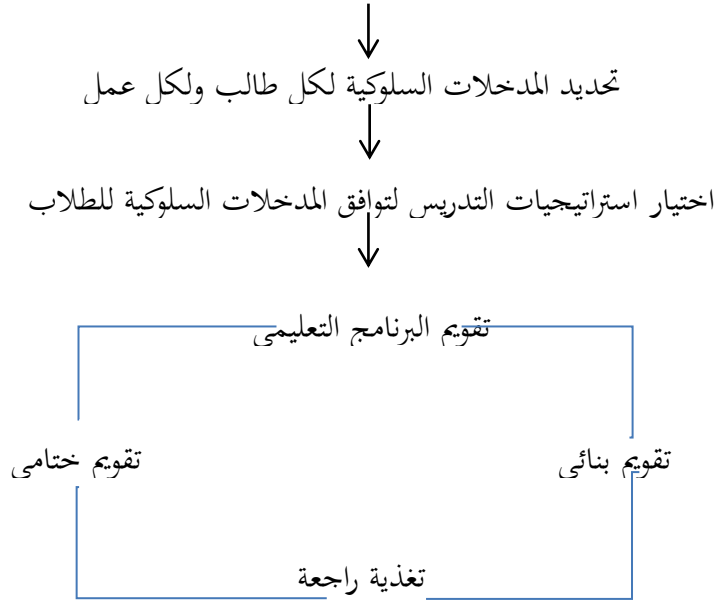 تحديد المدخلات السلوكية لكل طالب ولكل عمل
اختيار استراتيجيات التدريس لتوافق المدخلات السلوكية للطلاب
تقويم البرنامج التعليمى
تقويم بنائى
تقويم ختامى
تغذية راجعة